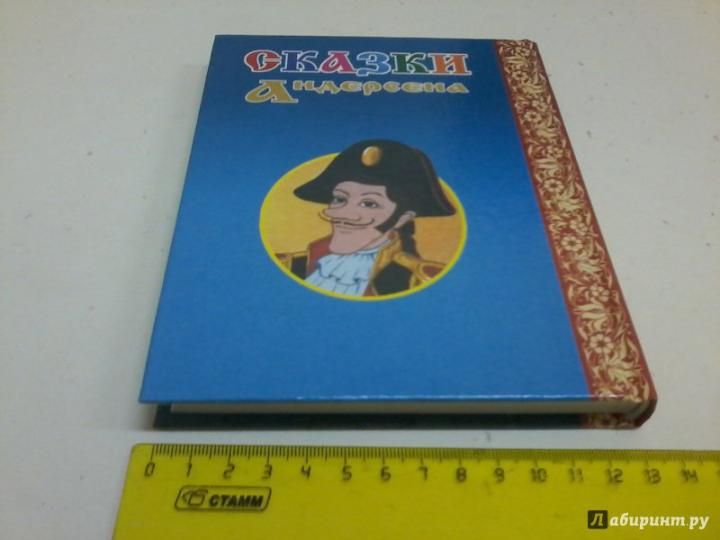 Сказки
Андерсена
0 1 2 3 4 5 6 7 8 9 10 11 12 13 14
СТАММ
Лабиринт.ру